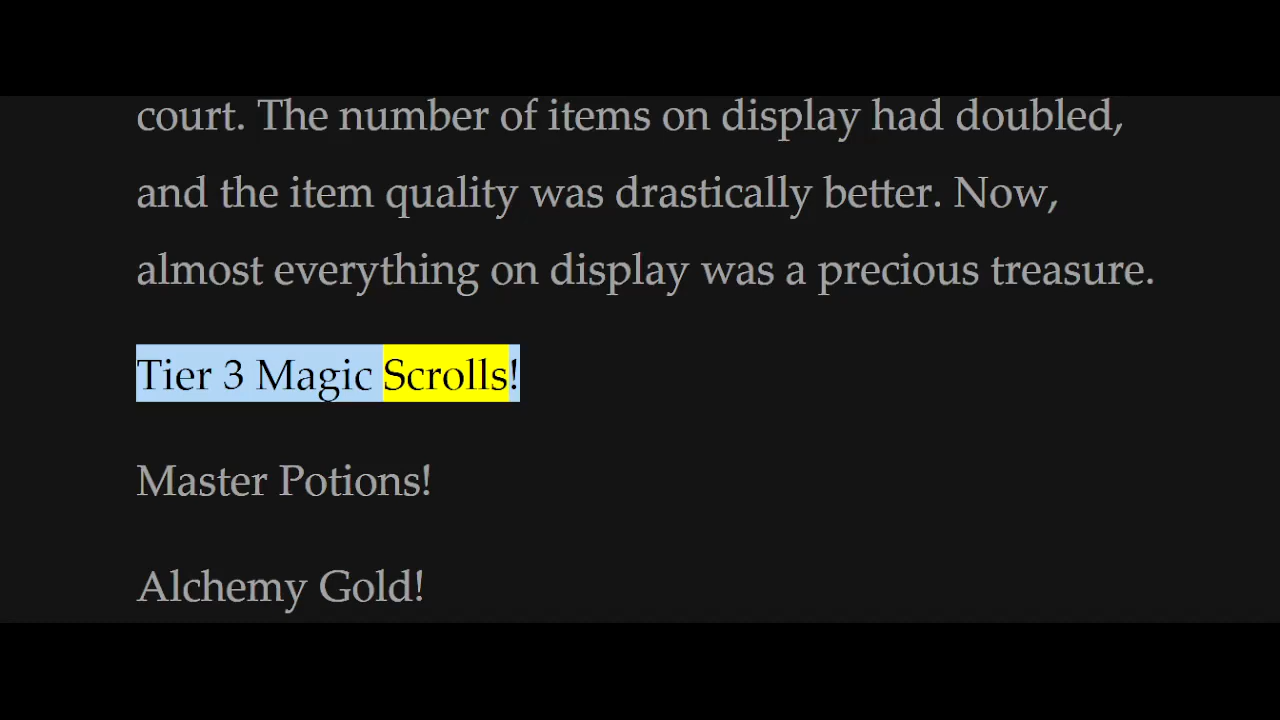 court. The number of items on display had doubled,
and the item quality was drastically better. Now,
almost everything on display was a precious treasure.
Tier 3 Magic Scrolls!
Master Potions!
Alchemy Gold!